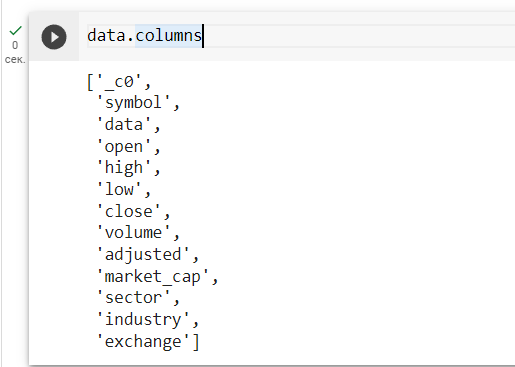 0
сек.
data.columns
['_c0',
'symbol',
'data',
'open',
'high',
'low',
'close',
'volume',
'adjusted',
'market_cap',
'sector',
'industry',
'exchange']